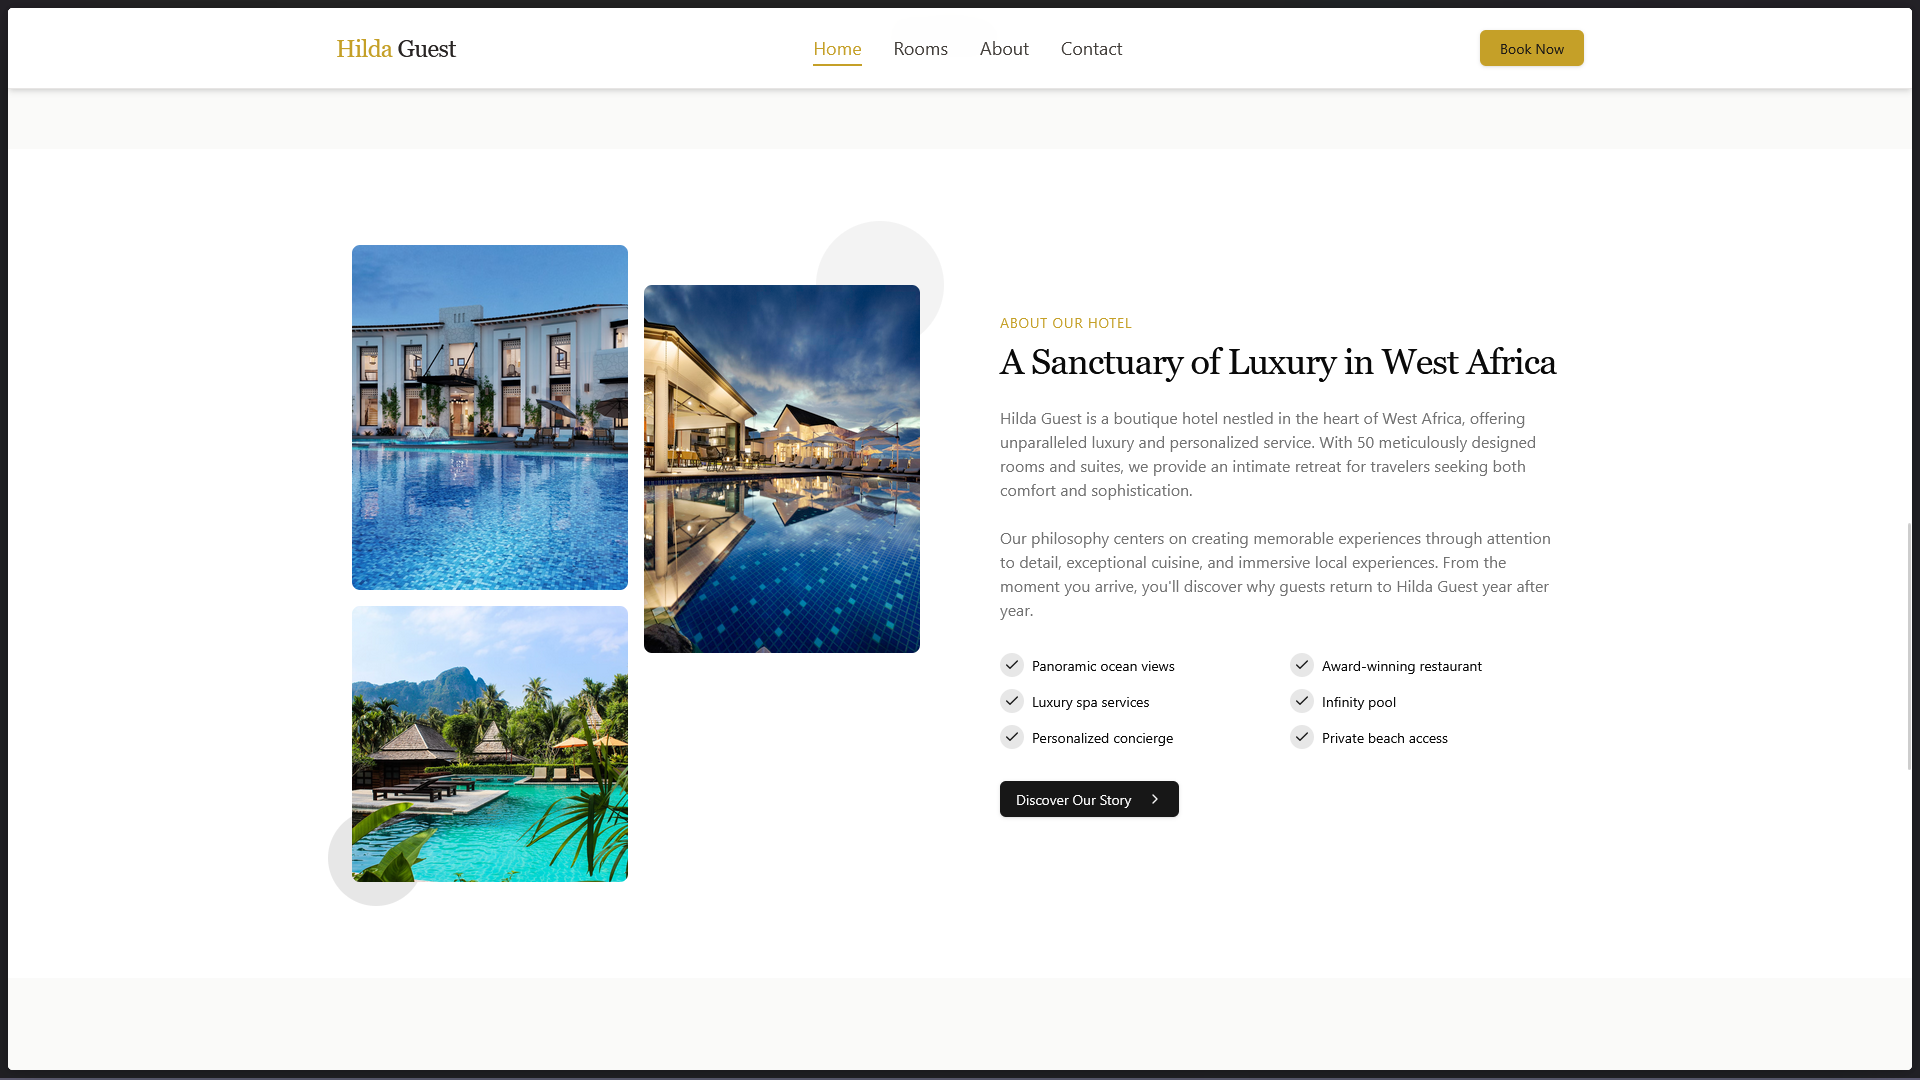 Hilda Guest
Home
Rooms
About
Contact
Book Now
ABOUT OUR HOTEL
A Sanctuary of Luxury in West Africa
Hilda Guest is a boutique hotel nestled in the heart of West Africa, offering
unparalleled luxury and personalized service. With 50 meticulously designed
rooms and suites, we provide an intimate retreat for travelers seeking both
comfort and sophistication.
Our philosophy centers on creating memorable experiences through attention
to detail, exceptional cuisine, and immersive local experiences. From the
moment you arrive, you'll discover why guests return to Hilda Guest year after
year.
Panoramic ocean views
Award-winning restaurant
Luxury spa services
Infinity pool
Personalized concierge
Private beach access
Discover Our Story